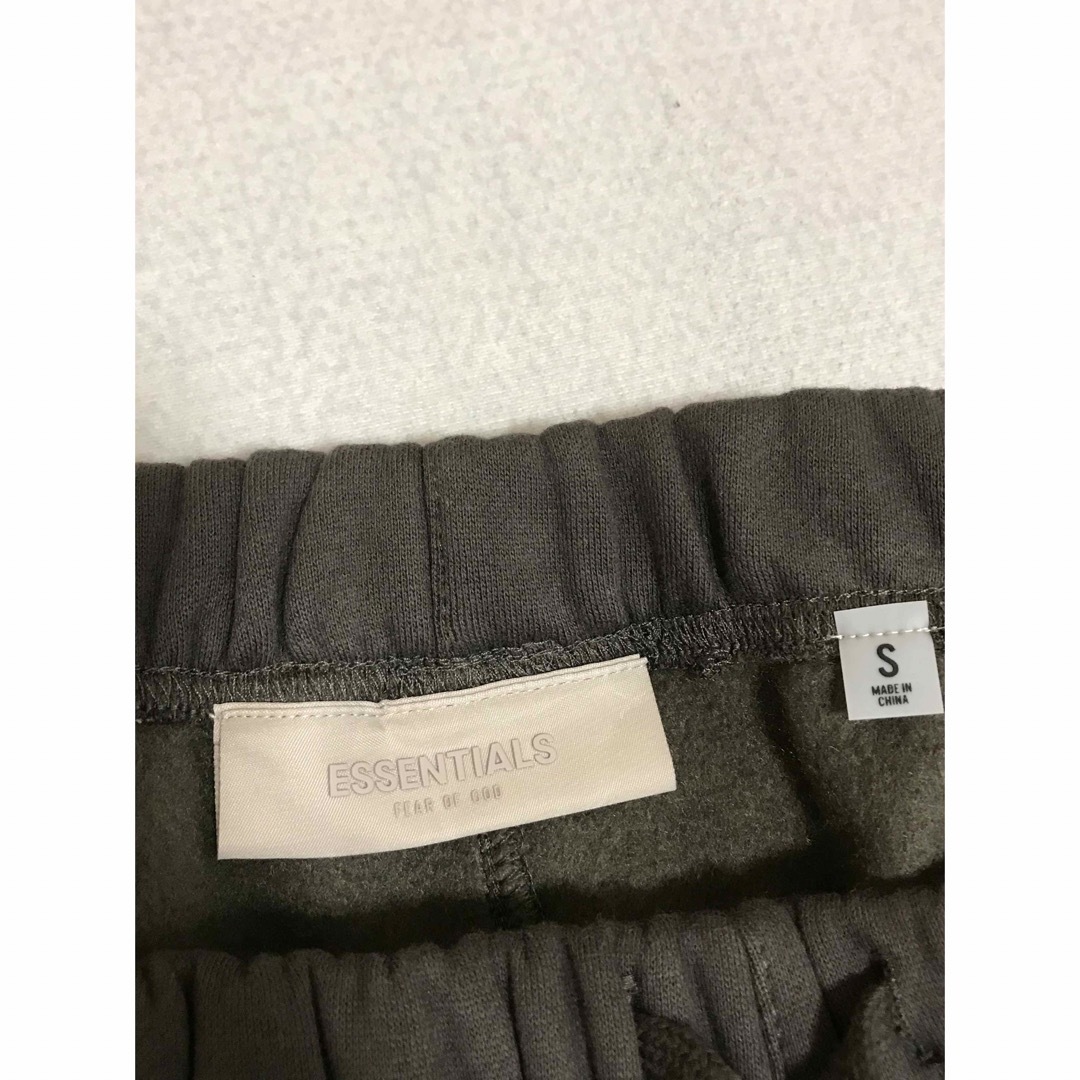 ESSENTIALS
FEAR OF GOD
S
MADE IN
CHINA